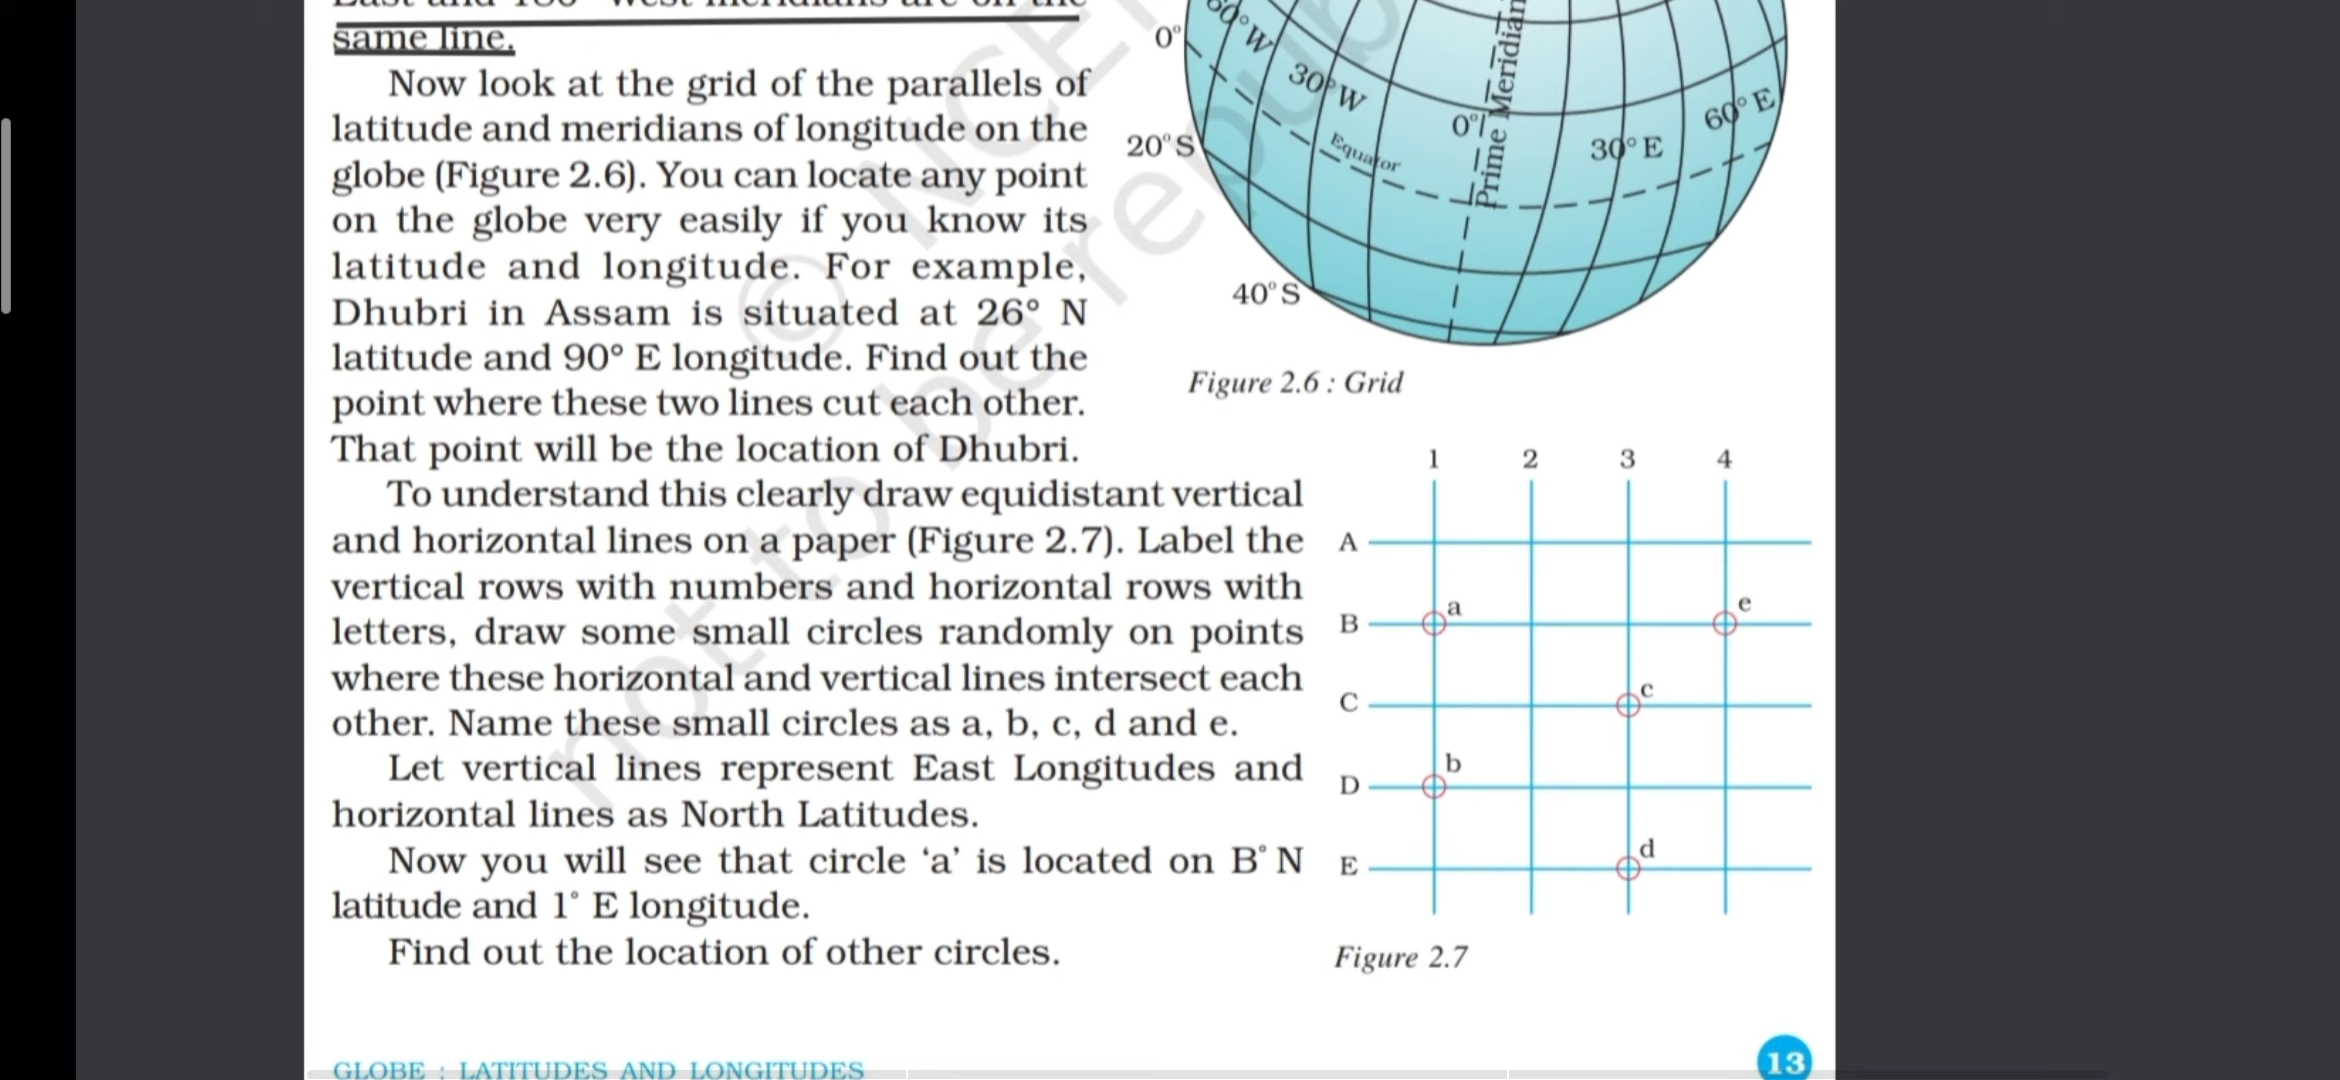 same line.
Now look at the grid of the parallels of
latitude and meridians of longitude on the
globe (Figure 2.6). You can locate any point
on the globe very easily if you know its
latitude and longitude. For example,
Dhubri in Assam is situated at 26° N
latitude and 90° E longitude. Find out the
point where these two lines cut each other.
That point will be the location of Dhubri.
To understand this clearly draw equidistant vertical
and horizontal lines on a paper (Figure 2.7). Label the
vertical rows with numbers and horizontal rows with
letters, draw some small circles randomly on points
where these horizontal and vertical lines intersect each
other. Name these small circles as a, b, c, d and e.
Let vertical lines represent East Longitudes and
horizontal lines as North Latitudes.
Now you will see that circle ‘a’ is located on B° N
latitude and 1° E longitude.
Find out the location of other circles.
0°
20°S
40°S
60°W
30°W
0°
30°E
60°E
Equator
Prime Meridian
Figure 2.6 : Grid
1 2 3 4
A
B a e
C c
D b
E d
Figure 2.7
GLOBE : LATITUDES AND LONGITUDES
13
not to be repub
© NCE